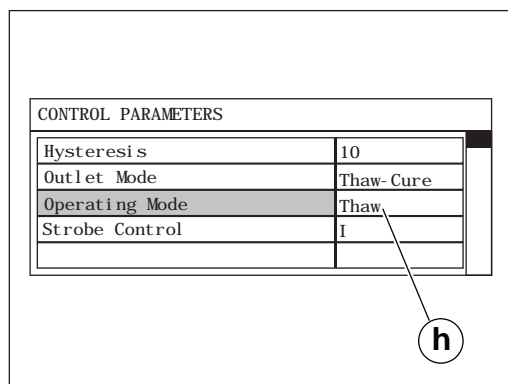 CONTROL PARAMETERS
Hysteresis 10
Outlet Mode Thaw-Cure
Operating Mode Thaw
Strobe Control I
h